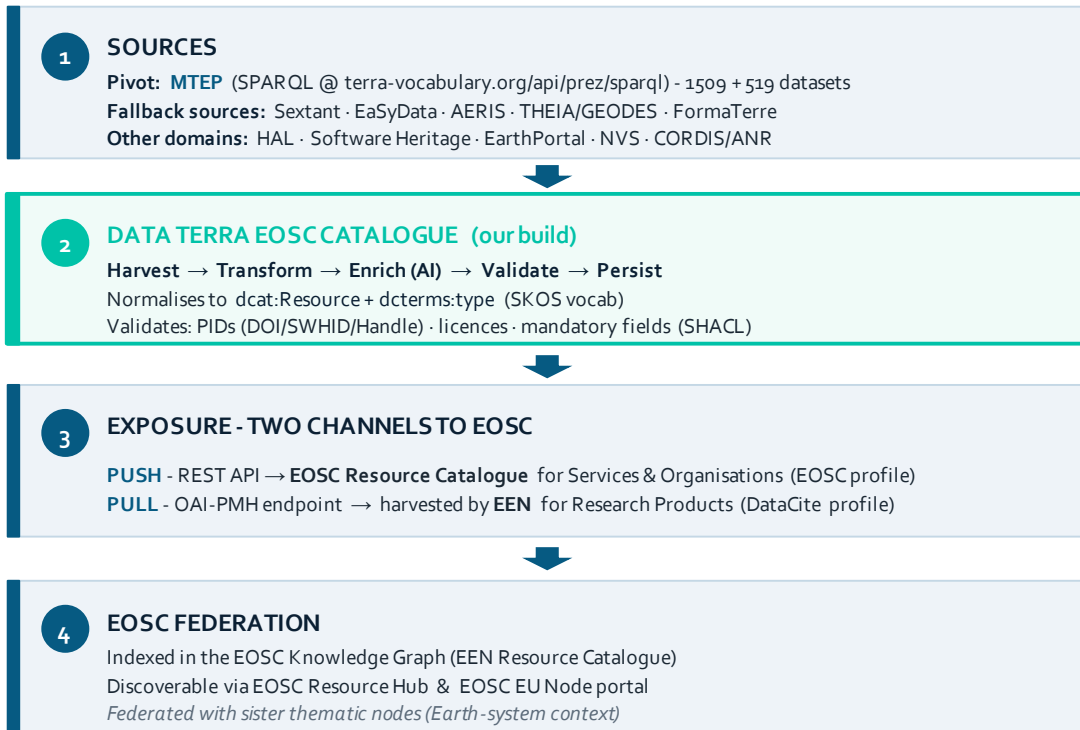 1
SOURCES
Pivot: MTEP (SPARQL @ terra-vocabulary.org/api/prez/sparql) - 1509 + 519 datasets
Fallback sources: Sextant · EaSyData · AERIS · THEIA/GEODES · FormaTerre
Other domains: HAL · Software Heritage · EarthPortal · NVS · CORDIS/ANR
2
DATA TERRA EOSC CATALOGUE (our build)
Harvest → Transform → Enrich (AI) → Validate → Persist
Normalises to dcat:Resource + dcterms:type (SKOS vocab)
Validates: PIDs (DOI/SWHID/Handle) · licences · mandatory fields (SHACL)
3
EXPOSURE - TWO CHANNELS TO EOSC
PUSH - REST API → EOSC Resource Catalogue for Services & Organisations (EOSC profile)
PULL - OAI-PMH endpoint → harvested by EEN for Research Products (DataCite profile)
4
EOSC FEDERATION
Indexed in the EOSC Knowledge Graph (EEN Resource Catalogue)
Discoverable via EOSC Resource Hub & EOSC EU Node portal
Federated with sister thematic nodes (Earth-system context)